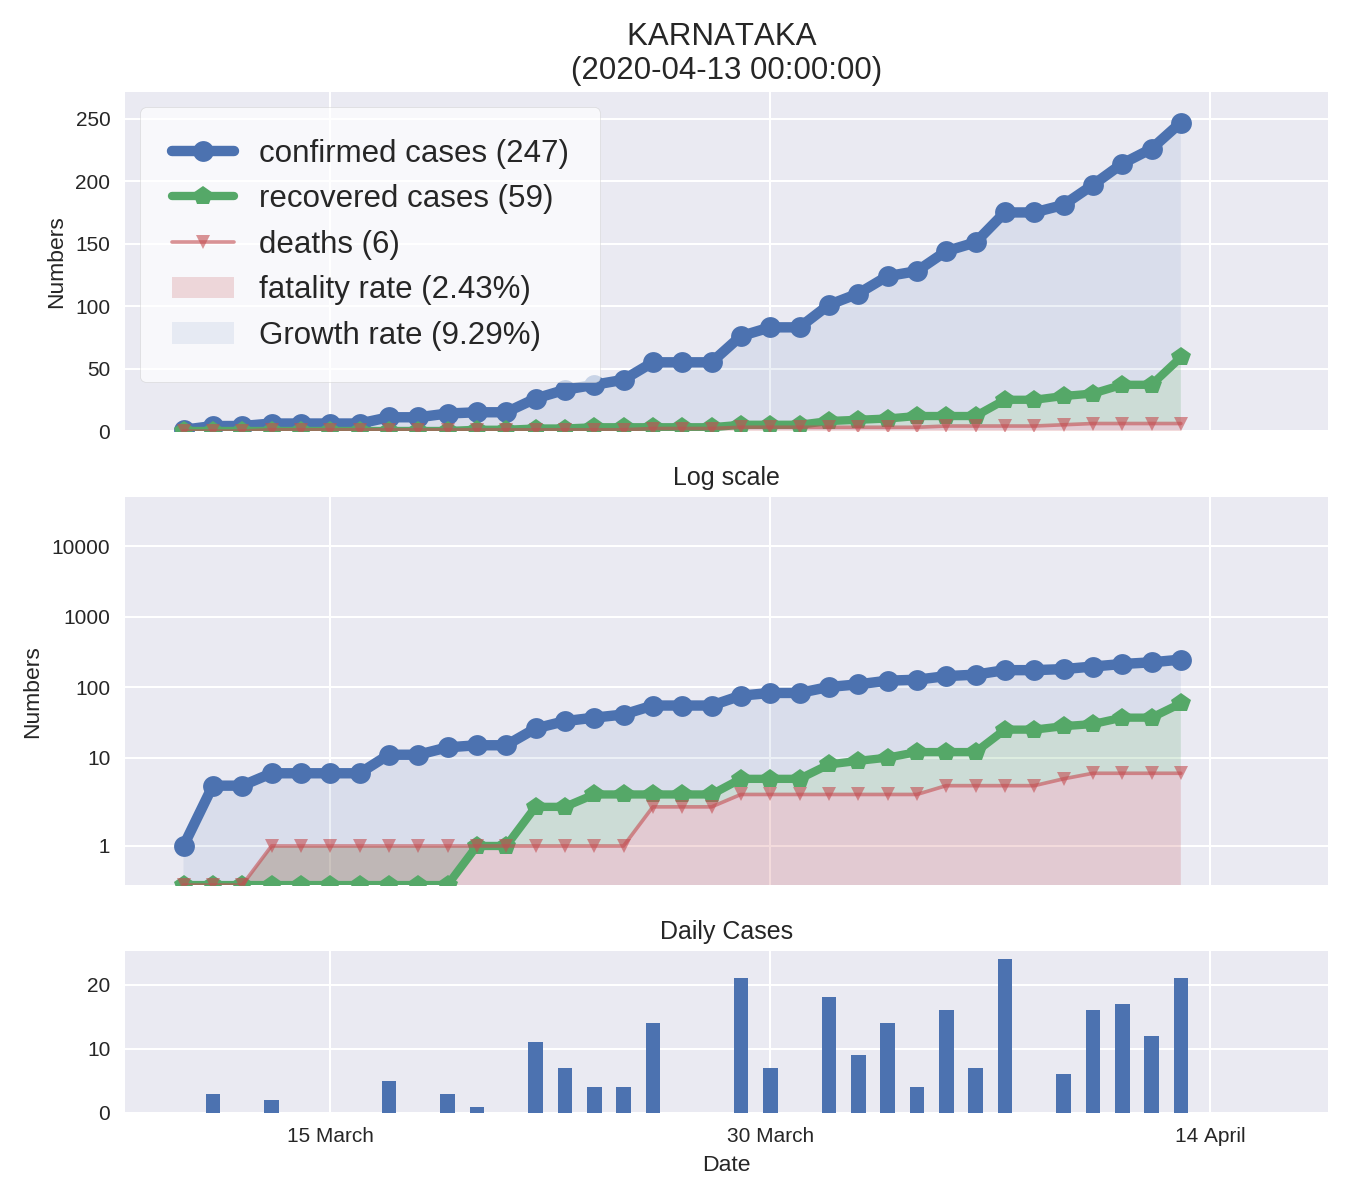 KARNATAKA
(2020-04-13 00:00:00)
250
200
150
100
50
0
Numbers
confirmed cases (247)
recovered cases (59)
deaths (6)
fatality rate (2.43%)
Growth rate (9.29%)
Log scale
10000
1000
100
10
1
Numbers
Daily Cases
20
10
0
15 March
30 March
14 April
Date